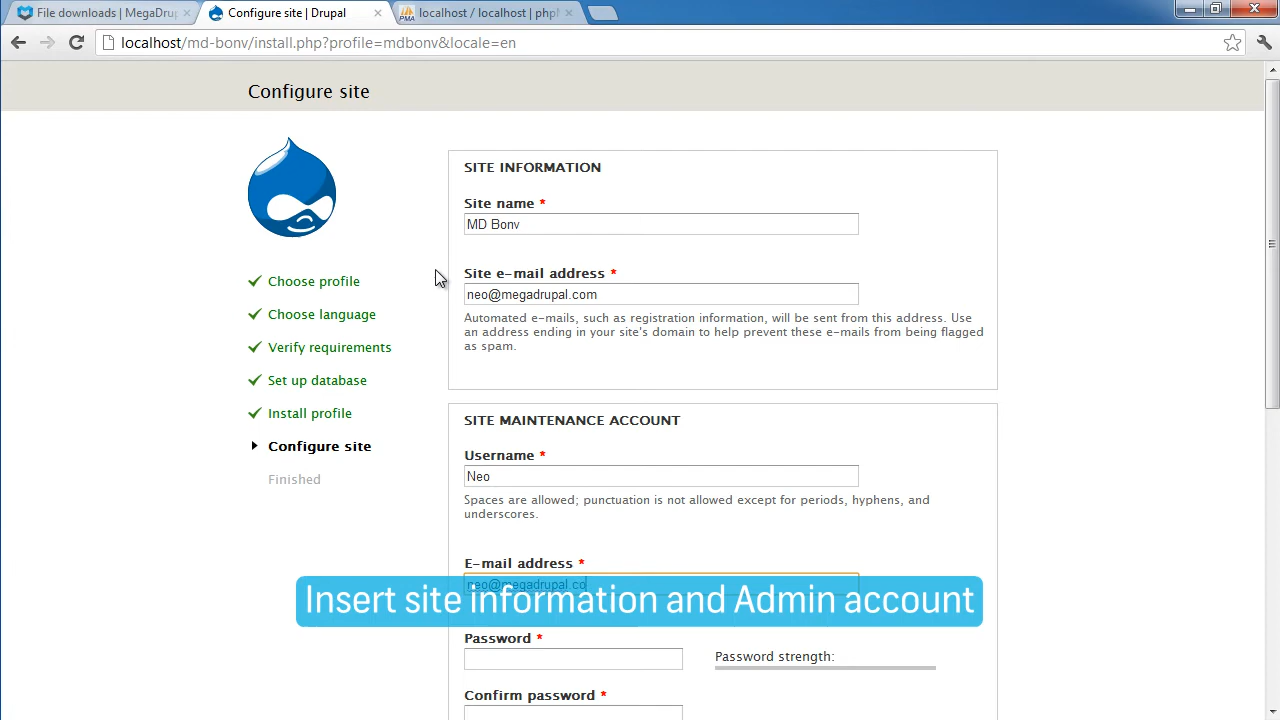 File downloads | MegaDrup
Configure site | Drupal
localhost / localhost | phpM
localhost/md-bonv/install.php?profile=mdbonv&locale=en
Configure site
Choose profile
Choose language
Verify requirements
Set up database
Install profile
Configure site
Finished
SITE INFORMATION
Site name *
MD Bonv
Site e-mail address *
neo@megadrupal.com
Automated e-mails, such as registration information, will be sent from this address. Use
an address ending in your site's domain to help prevent these e-mails from being flagged
as spam.
SITE MAINTENANCE ACCOUNT
Username *
Neo
Spaces are allowed; punctuation is not allowed except for periods, hyphens, and
underscores.
E-mail address *
neo@megadrupal.co
Insert site information and Admin account
Password *
Password strength:
Confirm password *